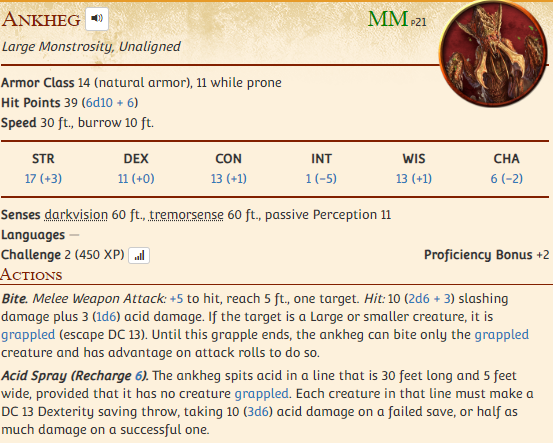 ANKHEG MM P21
Large Monstrosity, Unaligned
Armor Class 14 (natural armor), 11 while prone
Hit Points 39 (6d10 + 6)
Speed 30 ft., burrow 10 ft.
STR DEX CON INT WIS CHA
17 (+3) 11 (+0) 13 (+1) 1 (−5) 13 (+1) 6 (−2)
Senses darkvision 60 ft., tremorsense 60 ft., passive Perception 11
Languages —
Challenge 2 (450 XP) Proficiency Bonus +2
ACTIONS
Bite. Melee Weapon Attack: +5 to hit, reach 5 ft., one target. Hit: 10 (2d6 + 3) slashing
damage plus 3 (1d6) acid damage. If the target is a Large or smaller creature, it is
grappled (escape DC 13). Until this grapple ends, the ankheg can bite only the grappled
creature and has advantage on attack rolls to do so.
Acid Spray (Recharge 6). The ankheg spits acid in a line that is 30 feet long and 5 feet
wide, provided that it has no creature grappled. Each creature in that line must make a
DC 13 Dexterity saving throw, taking 10 (3d6) acid damage on a failed save, or half as
much damage on a successful one.